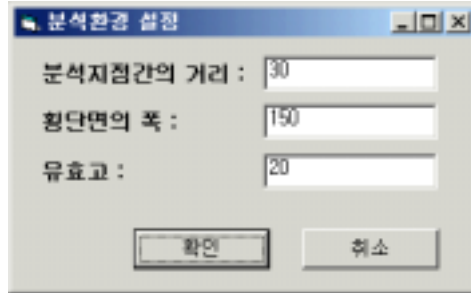 분석환경 설정
분석지점간의 거리 : 30
횡단면의 폭 : 150
유효고 : 20
확인 취소